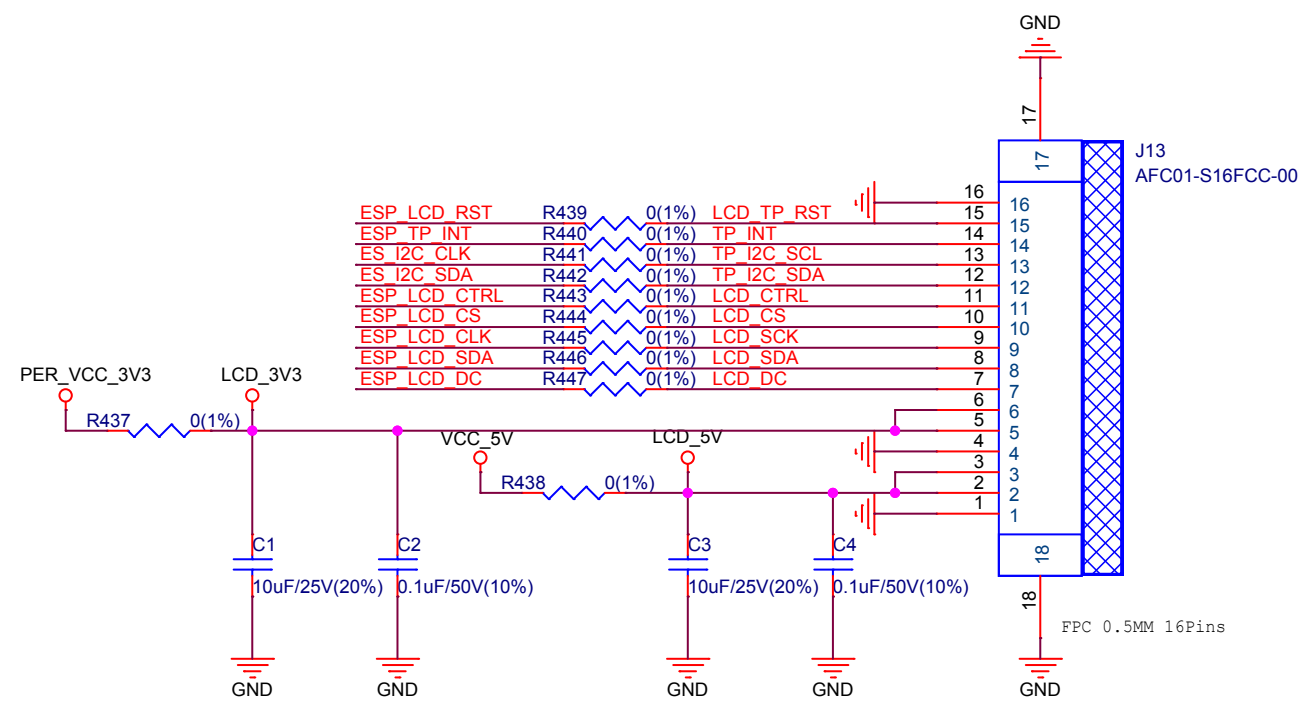 GND
17
17
J13
AFC01-S16FCC-00
16 16
ESP_LCD_RST R439 0(1%) LCD_TP_RST 15 15
ESP_TP_INT R440 0(1%) TP_INT 14 14
ES_I2C_CLK R441 0(1%) TP_I2C_SCL 13 13
ES_I2C_SDA R442 0(1%) TP_I2C_SDA 12 12
ESP_LCD_CTRL R443 0(1%) LCD_CTRL 11 11
ESP_LCD_CS R444 0(1%) LCD_CS 10 10
ESP_LCD_CLK R445 0(1%) LCD_SCK 9 9
ESP_LCD_SDA R446 0(1%) LCD_SDA 8 8
ESP_LCD_DC R447 0(1%) LCD_DC 7 7
PER_VCC_3V3 LCD_3V3
6 6
R437 0(1%) 5 5
VCC_5V LCD_5V 4 4
3 3
R438 0(1%) 2 2
1 1
C1 C2 C3 C4
18
10uF/25V(20%) 0.1uF/50V(10%) 10uF/25V(20%) 0.1uF/50V(10%)
18
FPC 0.5MM 16Pins
GND GND GND GND GND